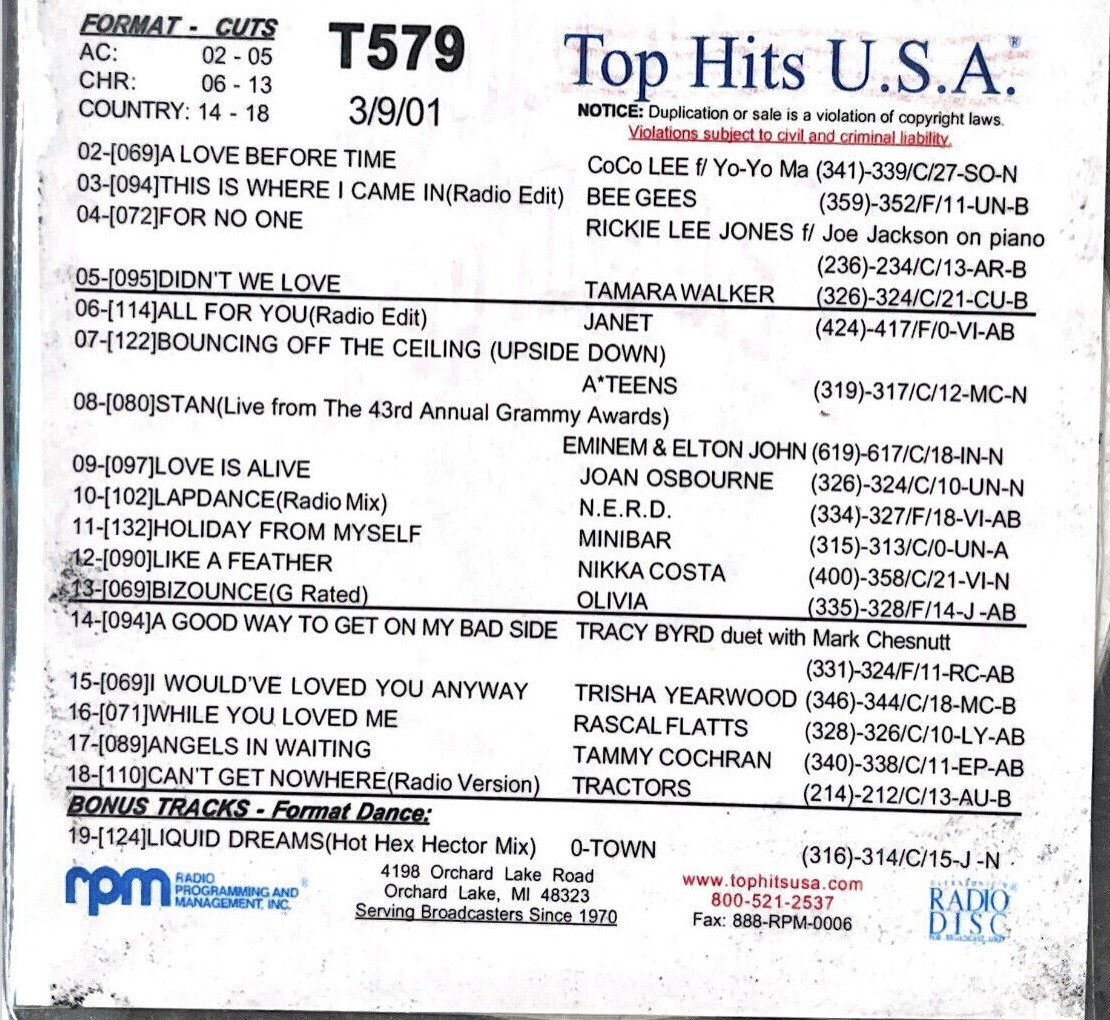 FORMAT - CUTS
AC: 02 - 05
CHR: 06 - 13
COUNTRY: 14 - 18
T579
3/9/01
Top Hits U.S.A.®
NOTICE: Duplication or sale is a violation of copyright laws.
Violations subject to civil and criminal liability.
02-[069]A LOVE BEFORE TIME CoCo LEE f/ Yo-Yo Ma (341)-339/C/27-SO-N
03-[094]THIS IS WHERE I CAME IN(Radio Edit) BEE GEES (359)-352/F/11-UN-B
04-[072]FOR NO ONE RICKIE LEE JONES f/ Joe Jackson on piano
(236)-234/C/13-AR-B
05-[095]DIDN'T WE LOVE TAMARA WALKER (326)-324/C/21-CU-B
06-[114]ALL FOR YOU(Radio Edit) JANET (424)-417/F/0-VI-AB
07-[122]BOUNCING OFF THE CEILING (UPSIDE DOWN)
A*TEENS (319)-317/C/12-MC-N
08-[080]STAN(Live from The 43rd Annual Grammy Awards)
EMINEM & ELTON JOHN (619)-617/C/18-IN-N
09-[097]LOVE IS ALIVE JOAN OSBOURNE (326)-324/C/10-UN-N
10-[102]LAPDANCE(Radio Mix) N.E.R.D. (334)-327/F/18-VI-AB
11-[132]HOLIDAY FROM MYSELF MINIBAR (315)-313/C/0-UN-A
12-[090]LIKE A FEATHER NIKKA COSTA (400)-358/C/21-VI-N
13-[069]BIZOUNCE(G Rated) OLIVIA (335)-328/F/14-J -AB
14-[094]A GOOD WAY TO GET ON MY BAD SIDE TRACY BYRD duet with Mark Chesnutt
(331)-324/F/11-RC-AB
15-[069]I WOULD'VE LOVED YOU ANYWAY TRISHA YEARWOOD (346)-344/C/18-MC-B
16-[071]WHILE YOU LOVED ME RASCAL FLATTS (328)-326/C/10-LY-AB
17-[089]ANGELS IN WAITING TAMMY COCHRAN (340)-338/C/11-EP-AB
18-[110]CAN'T GET NOWHERE(Radio Version) TRACTORS (214)-212/C/13-AU-B
BONUS TRACKS - Format Dance:
19-[124]LIQUID DREAMS(Hot Hex Hector Mix) 0-TOWN (316)-314/C/15-J -N
rpm RADIO
PROGRAMMING AND
MANAGEMENT, INC.®
4198 Orchard Lake Road
Orchard Lake, MI 48323
Serving Broadcasters Since 1970
www.tophitsusa.com
800-521-2537
Fax: 888-RPM-0006
RADIO
DISC